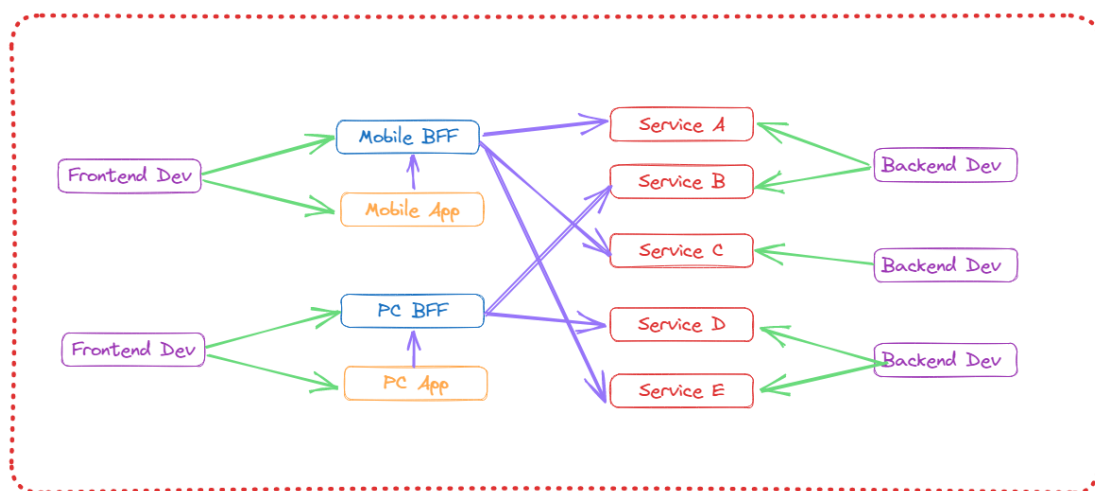 Frontend Dev
Mobile BFF
Mobile App
Frontend Dev
PC BFF
PC App
Service A
Service B
Service C
Service D
Service E
Backend Dev
Backend Dev
Backend Dev